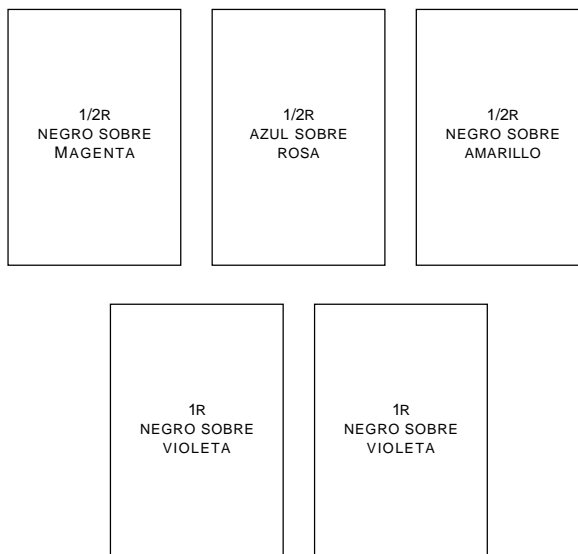 1/2R
NEGRO SOBRE
MAGENTA
1/2R
AZUL SOBRE
ROSA
1/2R
NEGRO SOBRE
AMARILLO
1R
NEGRO SOBRE
VIOLETA
1R
NEGRO SOBRE
VIOLETA